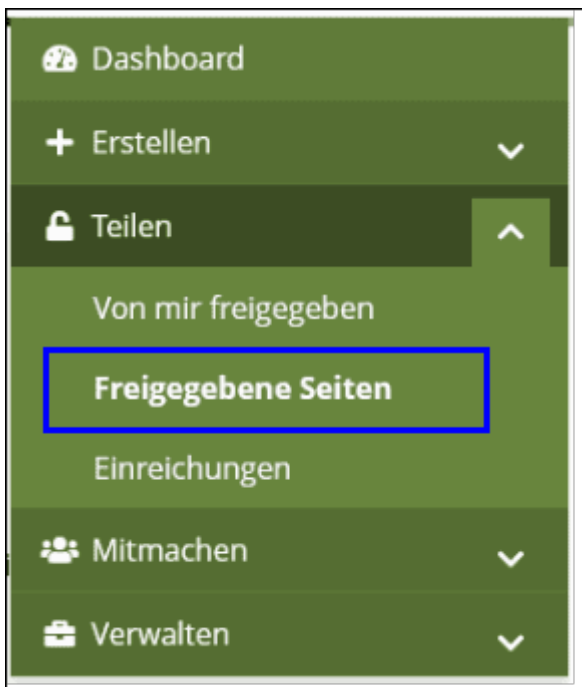 Dashboard
Erstellen
Teilen
Von mir freigegeben
Freigegebene Seiten
Einreichungen
Mitmachen
Verwalten